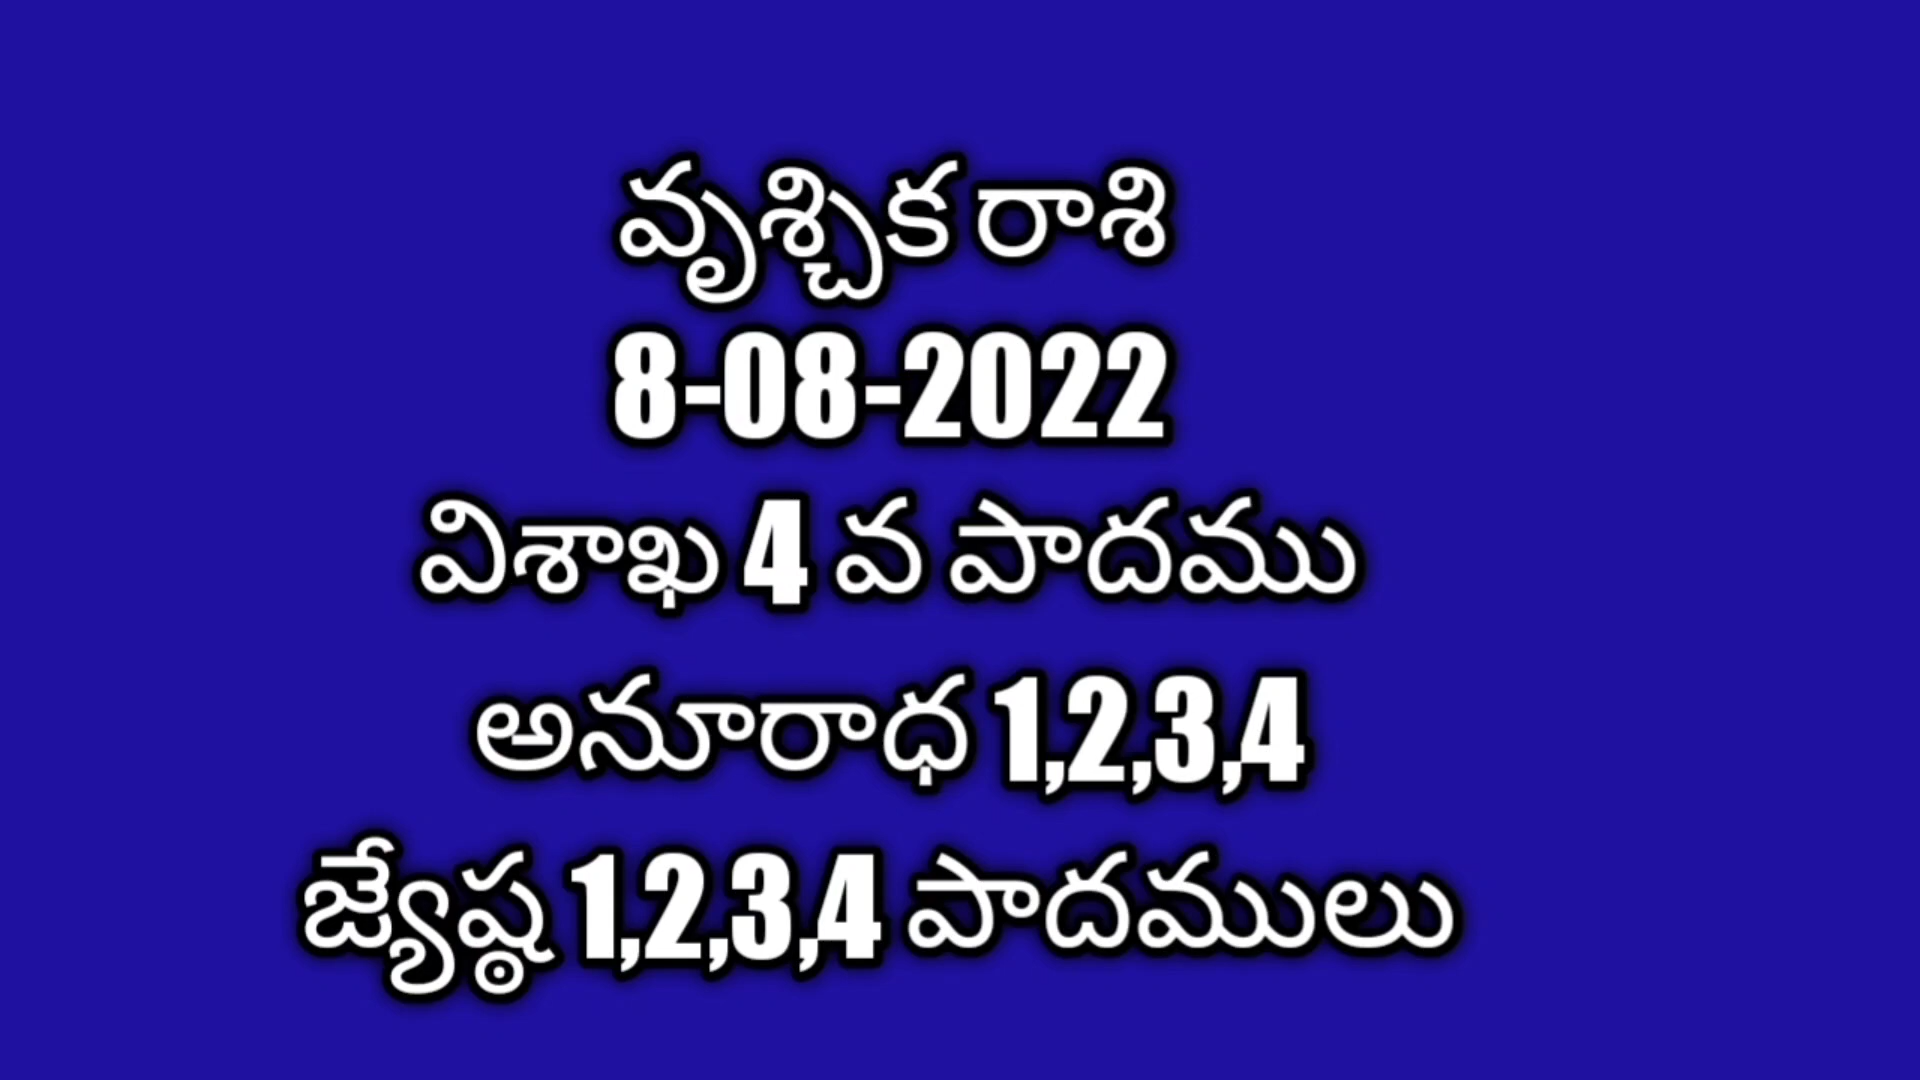 వృశ్చిక రాశి
8-08-2022
విశాఖ 4 వ పాదము
అనూరాధ 1,2,3,4
జ్యేష్ఠ 1,2,3,4 పాదములు